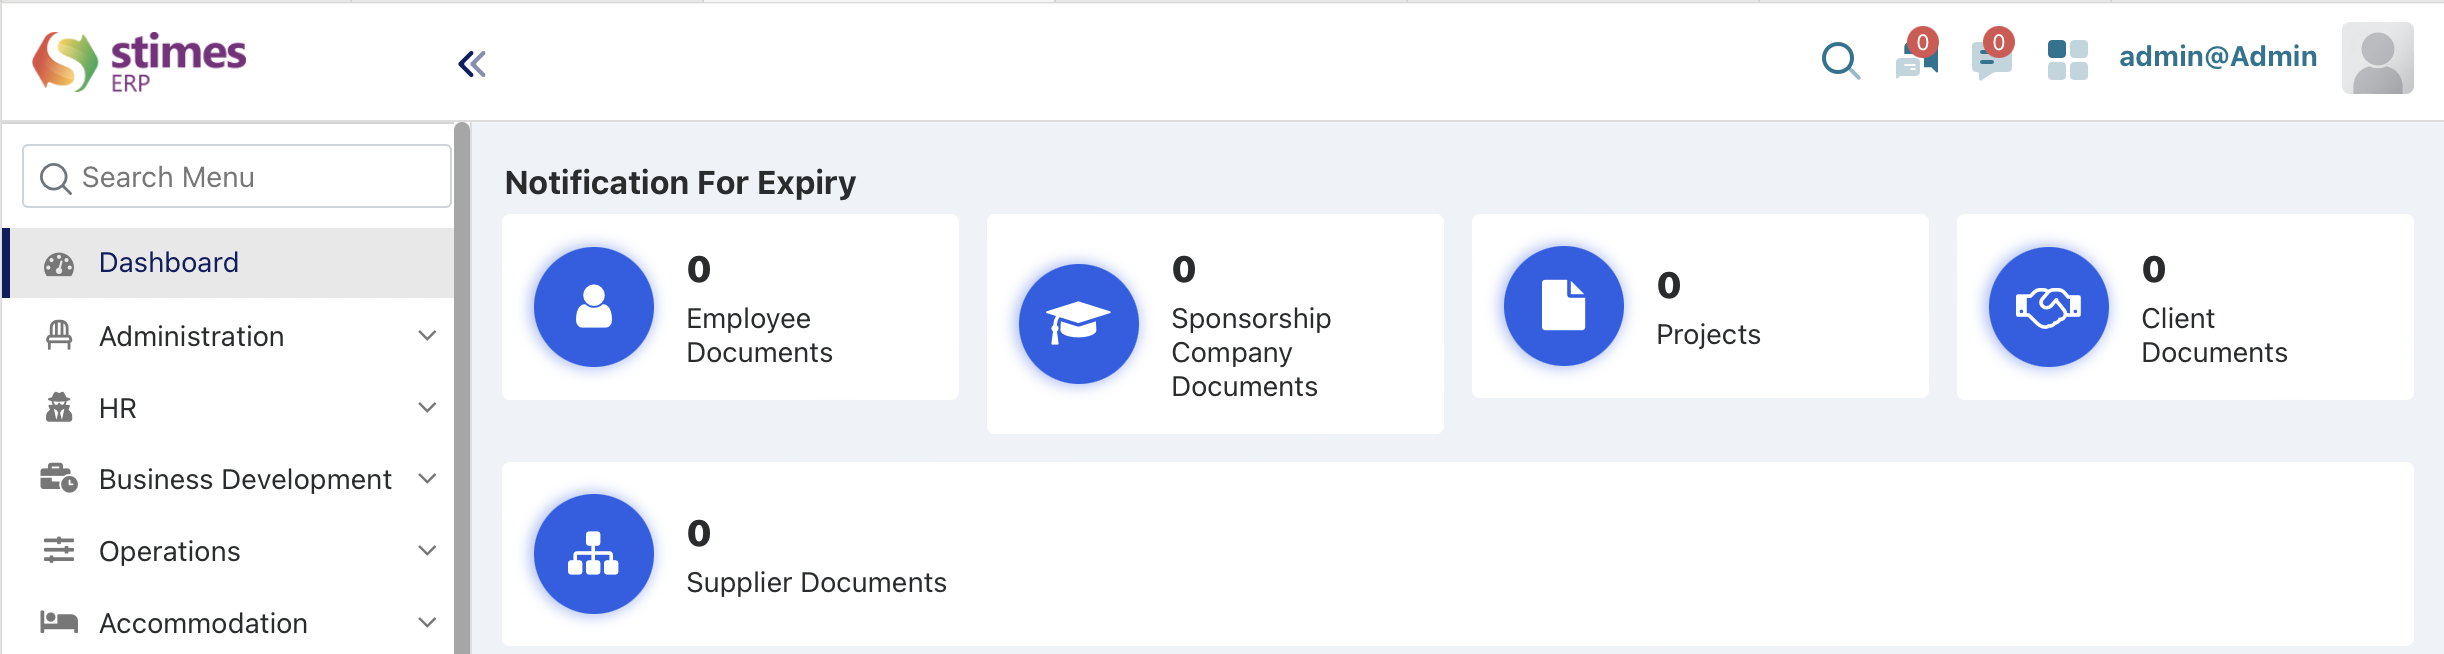 stimes
ERP
0
0
admin@Admin
Search Menu
Dashboard
Administration
HR
Business Development
Operations
Accommodation
Notification For Expiry
0
Employee
Documents
0
Sponsorship
Company
Documents
0
Projects
0
Client
Documents
0
Supplier Documents